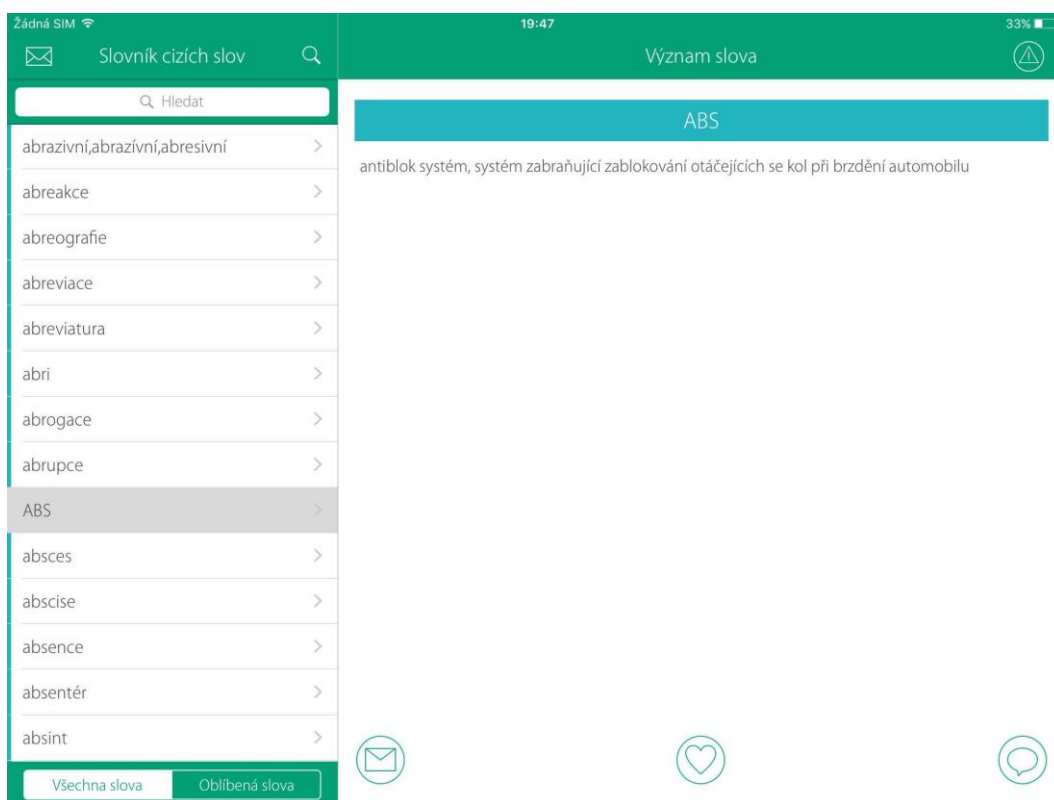 Žádná SIM
19:47
33%
Slovník cizích slov
Význam slova
Hledat
abrazivní,abrazívní,abresivní
abreakce
abreografie
abreviace
abreviatura
abri
abrogace
abrupce
ABS
absces
abscise
absence
absentér
absint
Všechna slova
Oblíbená slova
ABS
antiblok systém, systém zabraňující zablokování otáčejících se kol při brzdění automobilu